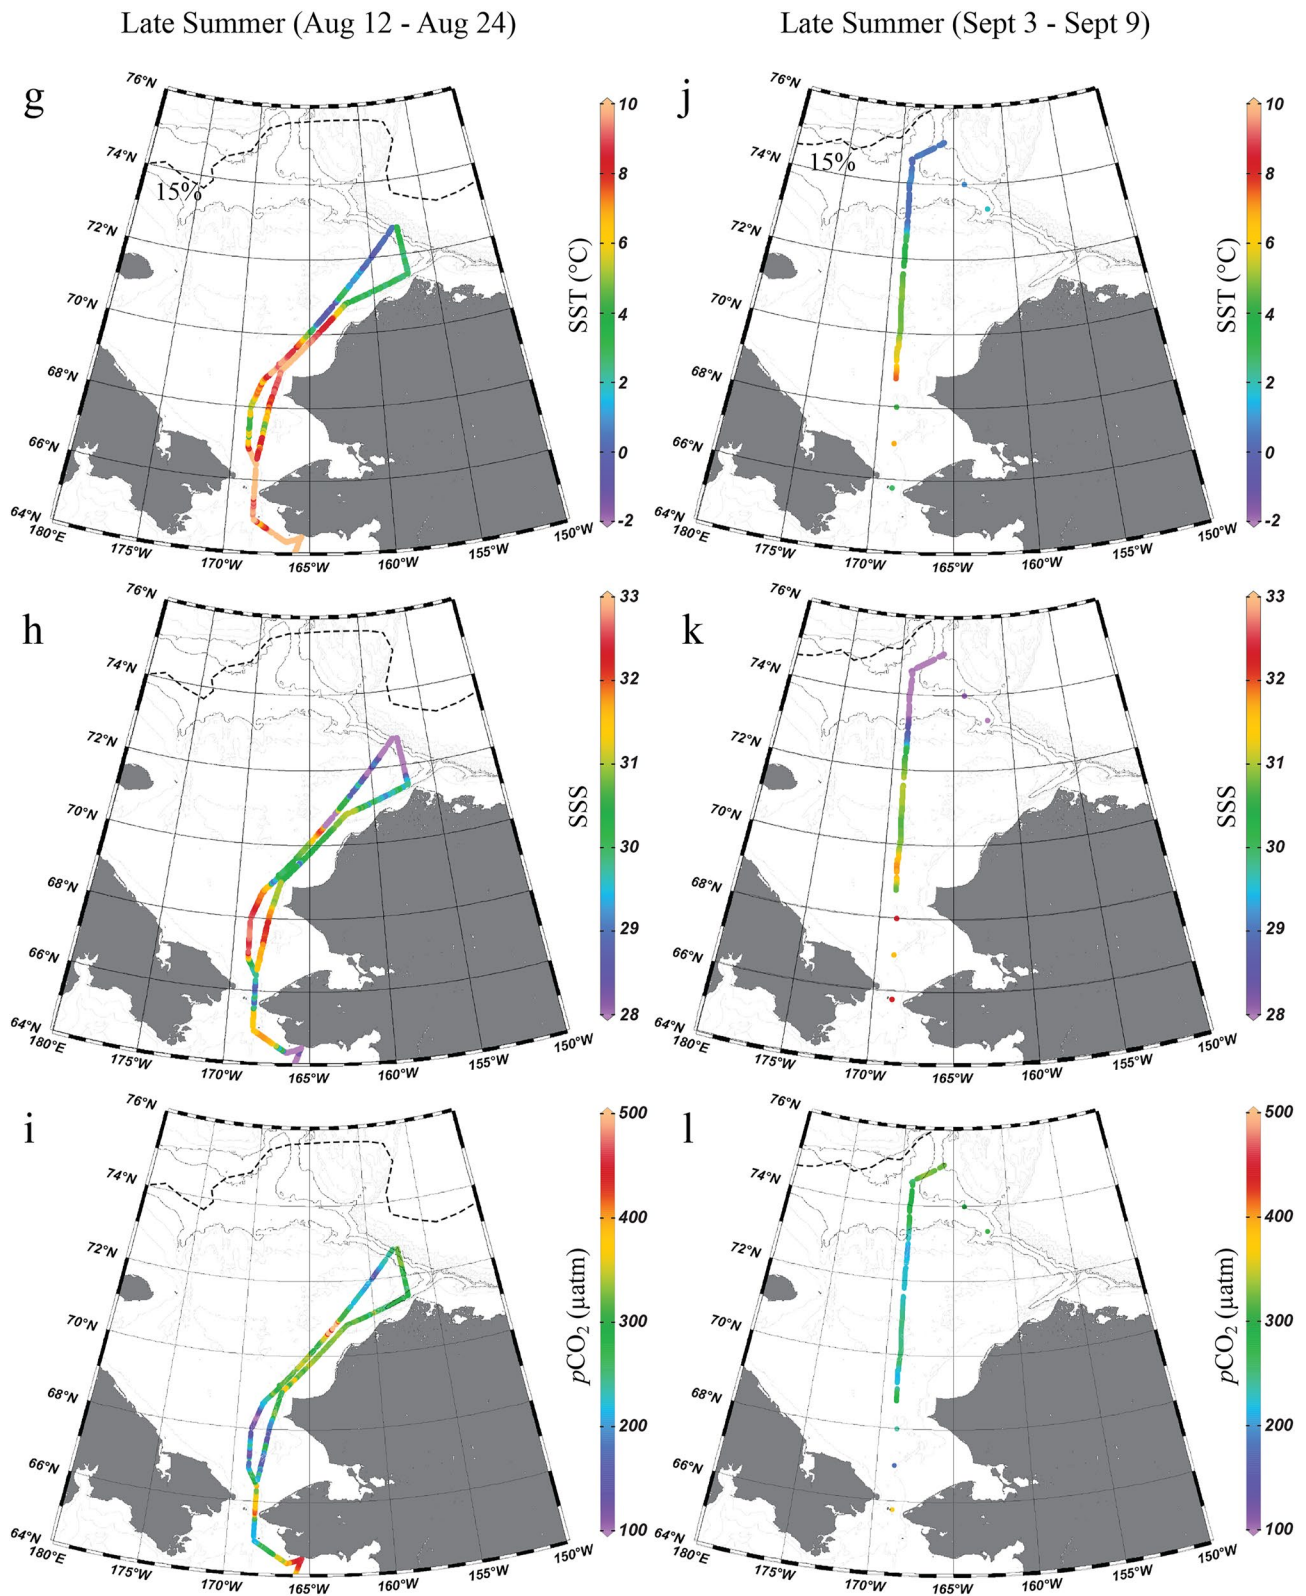 Late Summer (Aug 12 - Aug 24)
Late Summer (Sept 3 - Sept 9)
g
76°N
74°N
72°N
70°N
68°N
66°N
64°N
180°E
175°W
170°W
165°W
160°W
155°W
150°W
15%
10
8
6
4
2
0
-2
SST (°C)
j
76°N
74°N
72°N
70°N
68°N
66°N
64°N
180°E
175°W
170°W
165°W
160°W
155°W
150°W
15%
10
8
6
4
2
0
-2
SST (°C)
h
76°N
74°N
72°N
70°N
68°N
66°N
64°N
180°E
175°W
170°W
165°W
160°W
155°W
150°W
33
32
31
30
29
28
SSS
k
76°N
74°N
72°N
70°N
68°N
66°N
64°N
180°E
175°W
170°W
165°W
160°W
155°W
150°W
33
32
31
30
29
28
SSS
i
76°N
74°N
72°N
70°N
68°N
66°N
64°N
180°E
175°W
170°W
165°W
160°W
155°W
150°W
500
400
300
200
100
pCO₂ (µatm)
l
76°N
74°N
72°N
70°N
68°N
66°N
64°N
180°E
175°W
170°W
165°W
160°W
155°W
150°W
500
400
300
200
100
pCO₂ (µatm)